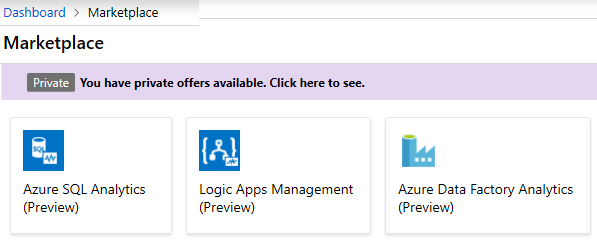 Dashboard > Marketplace
Marketplace
Private You have private offers available. Click here to see.
SQL
Azure SQL Analytics
(Preview)
Logic Apps Management
(Preview)
Azure Data Factory Analytics
(Preview)